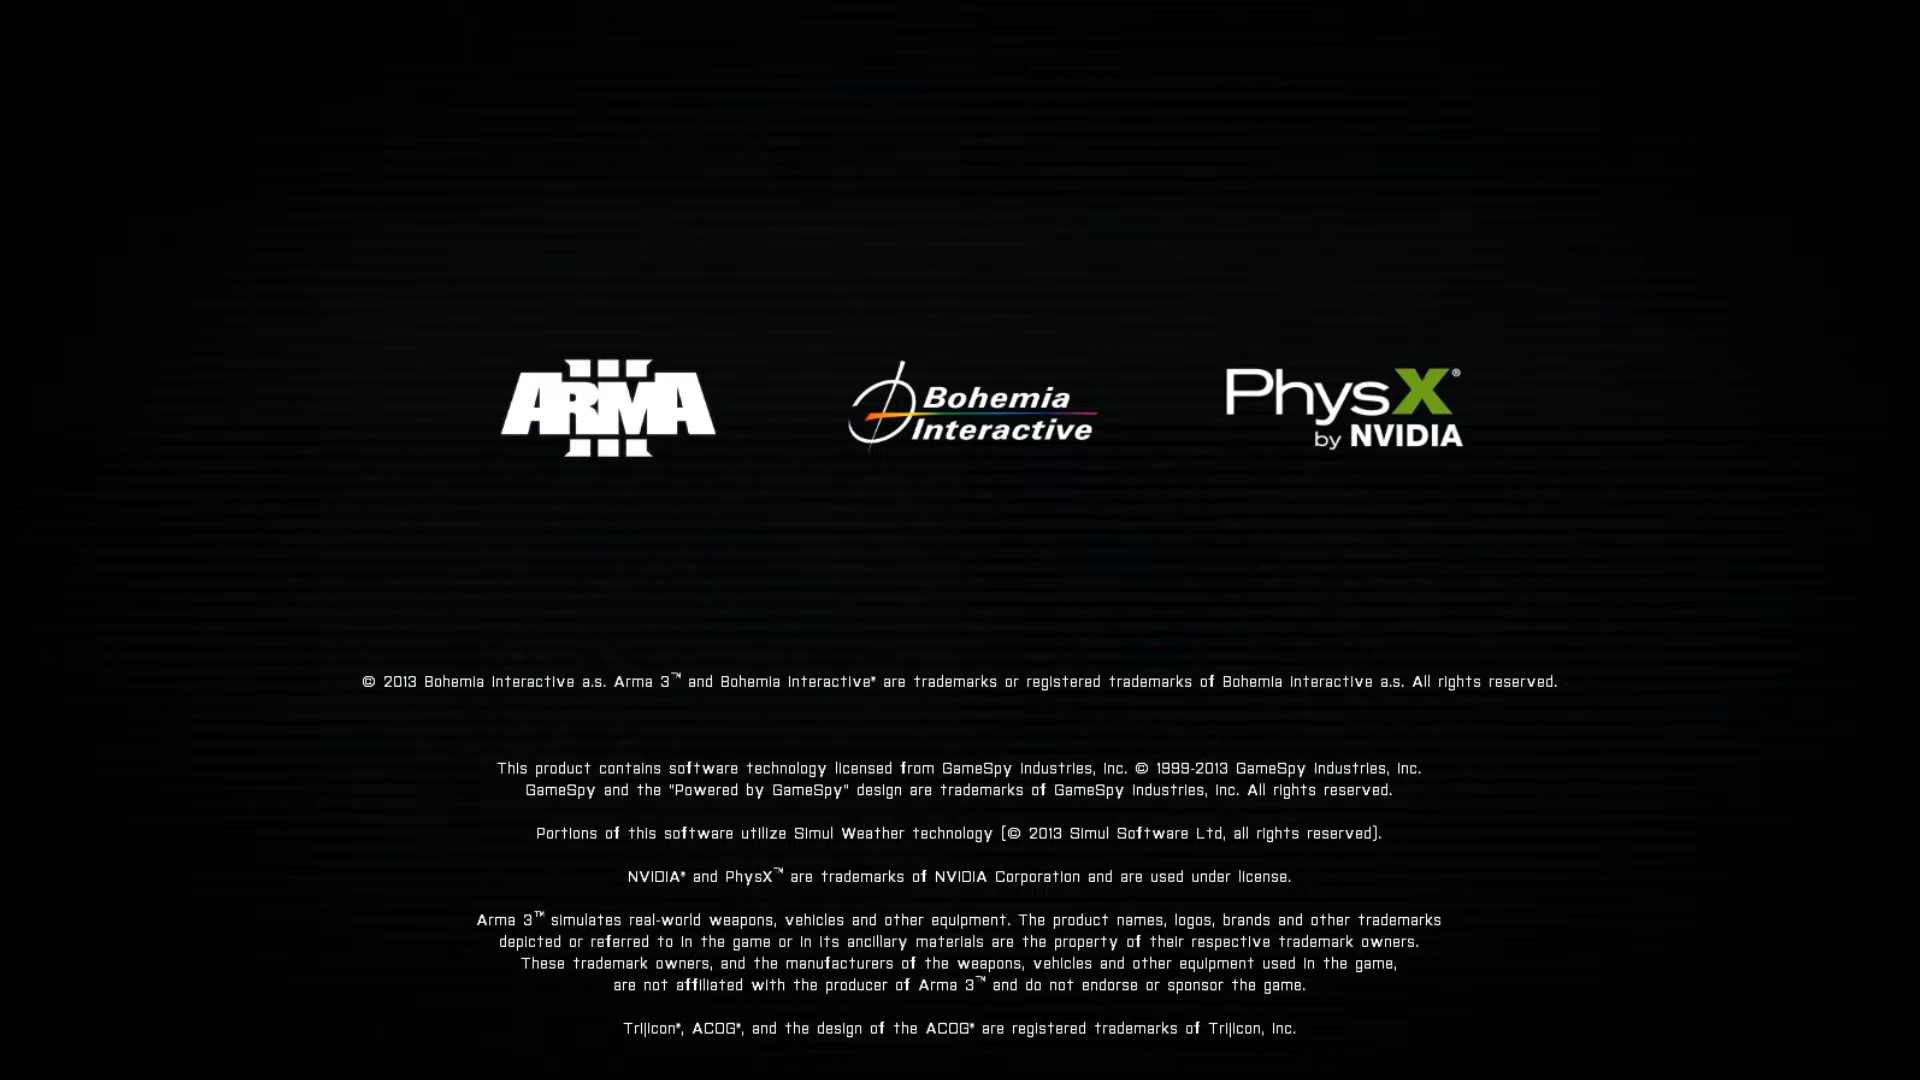 ARMA III
Bohemia Interactive
PhysX® by NVIDIA
© 2013 Bohemia Interactive a.s. Arma 3™ and Bohemia Interactive® are trademarks or registered trademarks of Bohemia Interactive a.s. All rights reserved.
This product contains software technology licensed from GameSpy Industries, Inc. © 1999-2013 GameSpy Industries, Inc.
GameSpy and the "Powered by GameSpy" design are trademarks of GameSpy Industries, Inc. All rights reserved.
Portions of this software utilize Simul Weather technology (© 2013 Simul Software Ltd, all rights reserved).
NVIDIA® and PhysX™ are trademarks of NVIDIA Corporation and are used under license.
Arma 3™ simulates real-world weapons, vehicles and other equipment. The product names, logos, brands and other trademarks
depicted or referred to in the game or in its ancillary materials are the property of their respective trademark owners.
These trademark owners, and the manufacturers of the weapons, vehicles and other equipment used in the game,
are not affiliated with the producer of Arma 3™ and do not endorse or sponsor the game.
Trijicon®, ACOG®, and the design of the ACOG® are registered trademarks of Trijicon, Inc.